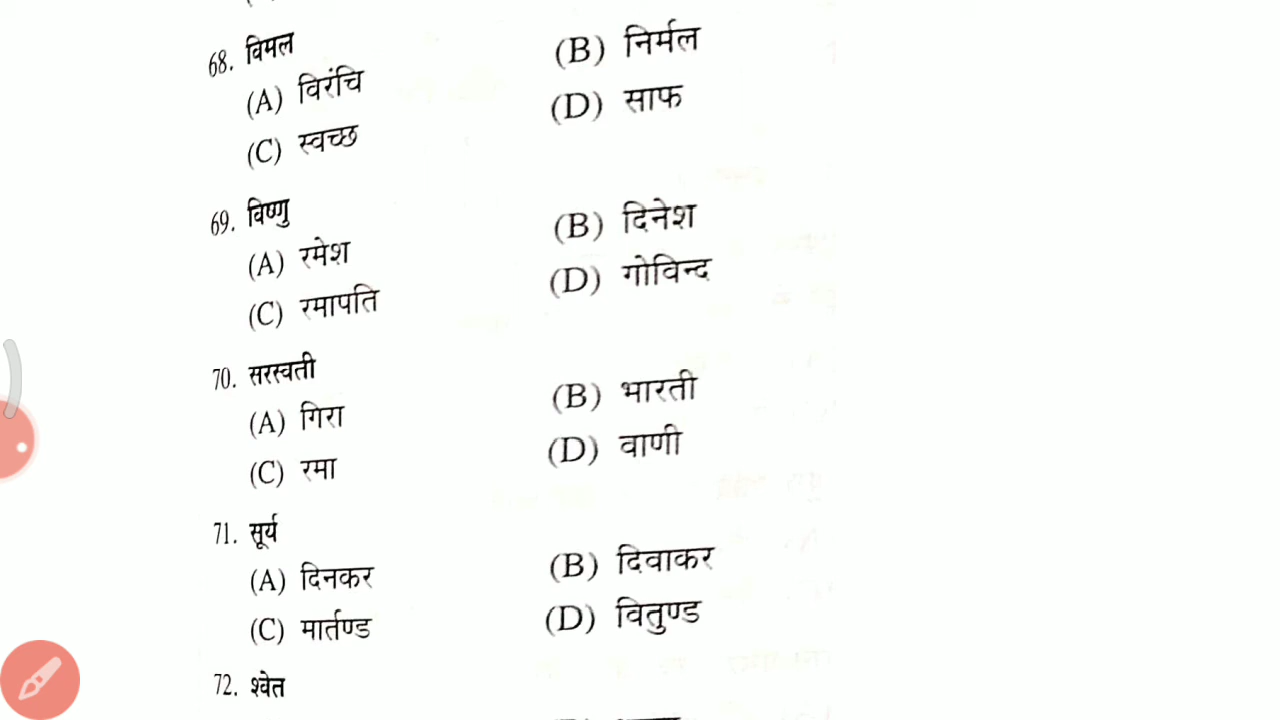 68. विमल
(A) विरंचि (B) निर्मल
(C) स्वच्छ (D) साफ
69. विष्णु
(A) रमेश (B) दिनेश
(C) रमापति (D) गोविन्द
70. सरस्वती
(A) गिरा (B) भारती
(C) रमा (D) वाणी
71. सूर्य
(A) दिनकर (B) दिवाकर
(C) मार्तण्ड (D) वितुण्ड
72. श्वेत